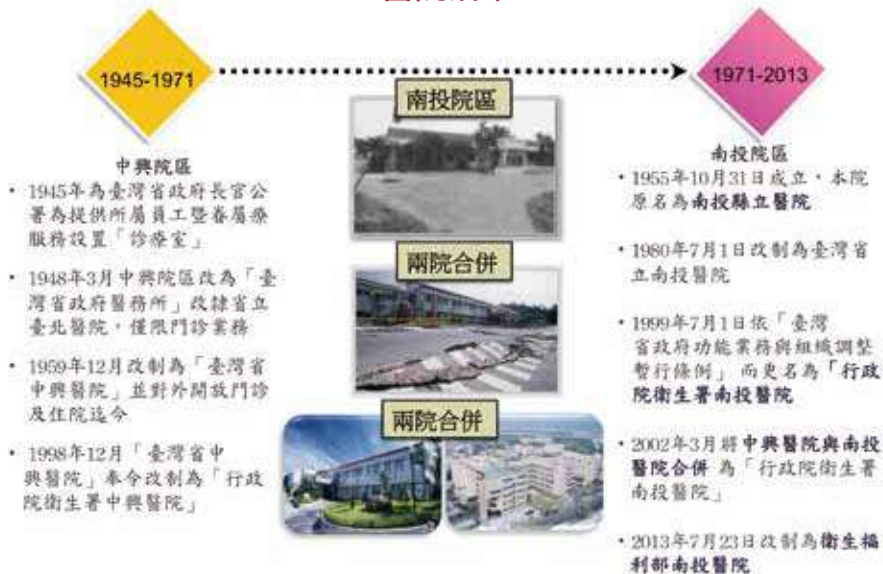 1945-1971
中興院區
• 1945年為臺灣省政府長官公
署為提供所屬員工暨眷屬療
服務設置「診療室」
• 1948年3月中興院區改為「臺
灣省政府醫務所」改隸省立
臺北醫院，僅限門診業務
• 1959年12月改制為「臺灣省
中興醫院」並對外開放門診
及住院迄今
• 1998年12月「臺灣省中
興醫院」奉令改制為「行政
院衛生署中興醫院」
南投院區
兩院合併
兩院合併
1971-2013
南投院區
• 1955年10月31日成立，本院
原名為南投縣立醫院
• 1980年7月1日改制為臺灣省
立南投醫院
• 1999年7月1日依「臺灣
省政府功能業務與組織調整
暫行條例」 而更名為「行政
院衛生署南投醫院
• 2002年3月將中興醫院與南投
醫院合併 為「行政院衛生署
南投醫院」
• 2013年7月23日改制為衛生福
利部南投醫院